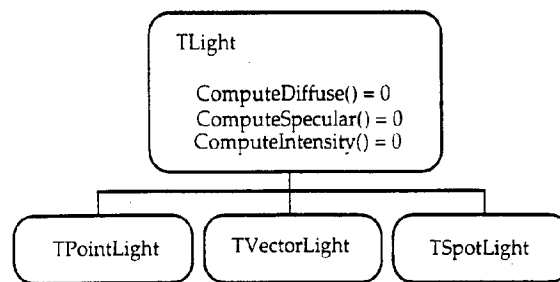 TLight
ComputeDiffuse() = 0
ComputeSpecular() = 0
ComputeIntensity() = 0
TPointLight TVectorLight TSpotLight